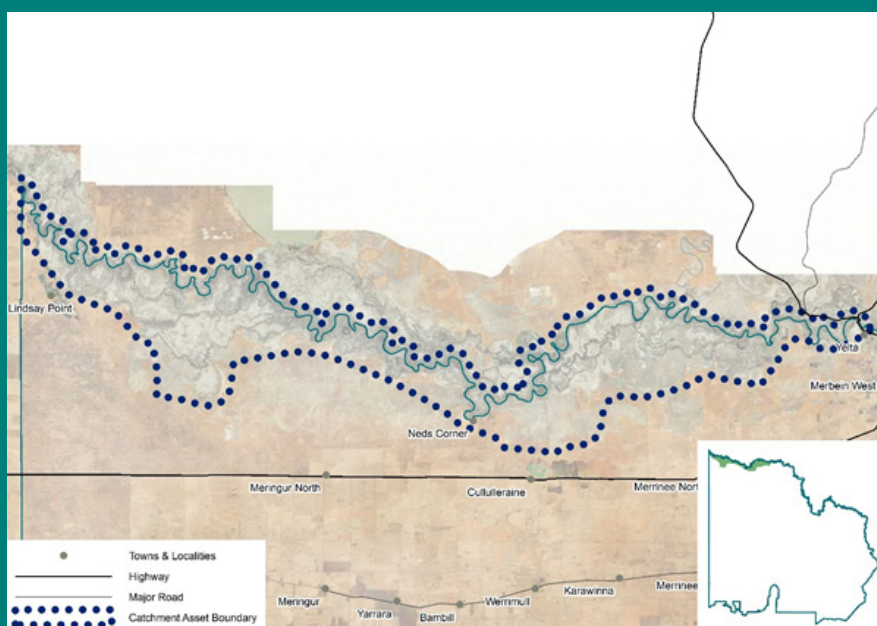 Lindsay Point
Yelta
Merbein West
Neds Corner
Meringur North
Cullulleraine
Merrinee Nort
Meringur
Yarrara
Bambill
Werrimull
Karawinna
Merrinee
Towns & Localities
Highway
Major Road
Catchment Asset Boundary